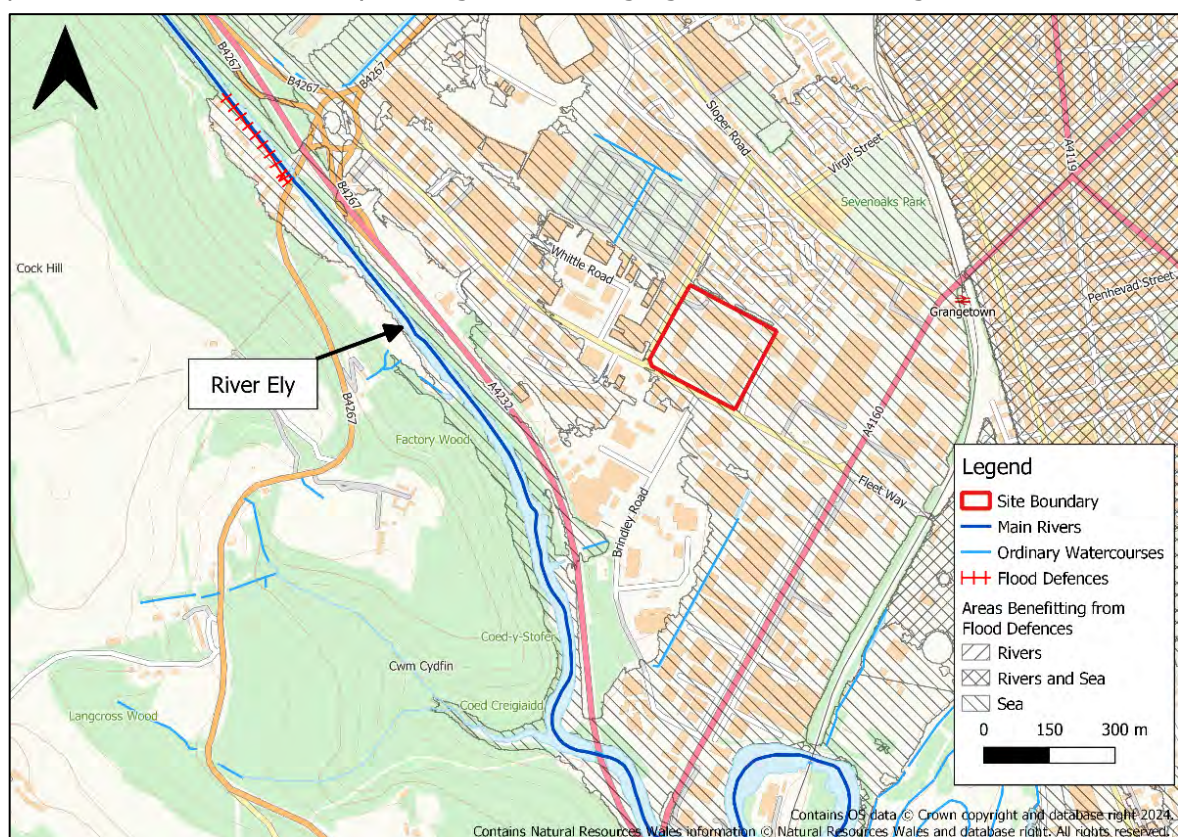 B4267
B4267
B4267
B4267
B4267
Sloper Road
Virgil Street
A4119
Sevenoaks Park
Cock Hill
Whittle Road
Penhevad Street
Grangetown
River Ely
A4232
A4160
Factory Wood
Brindley Road
Fleet Way
Coed-y-Stofer
Cwm Cydfin
Coed Creigiaidd
Langcross Wood
Legend
Site Boundary
Main Rivers
Ordinary Watercourses
Flood Defences
Areas Benefitting from
Flood Defences
Rivers
Rivers and Sea
Sea
0 150 300 m
Contains OS data © Crown copyright and database right 2024.
Contains Natural Resources Wales information © Natural Resources Wales and database right. All rights reserved.